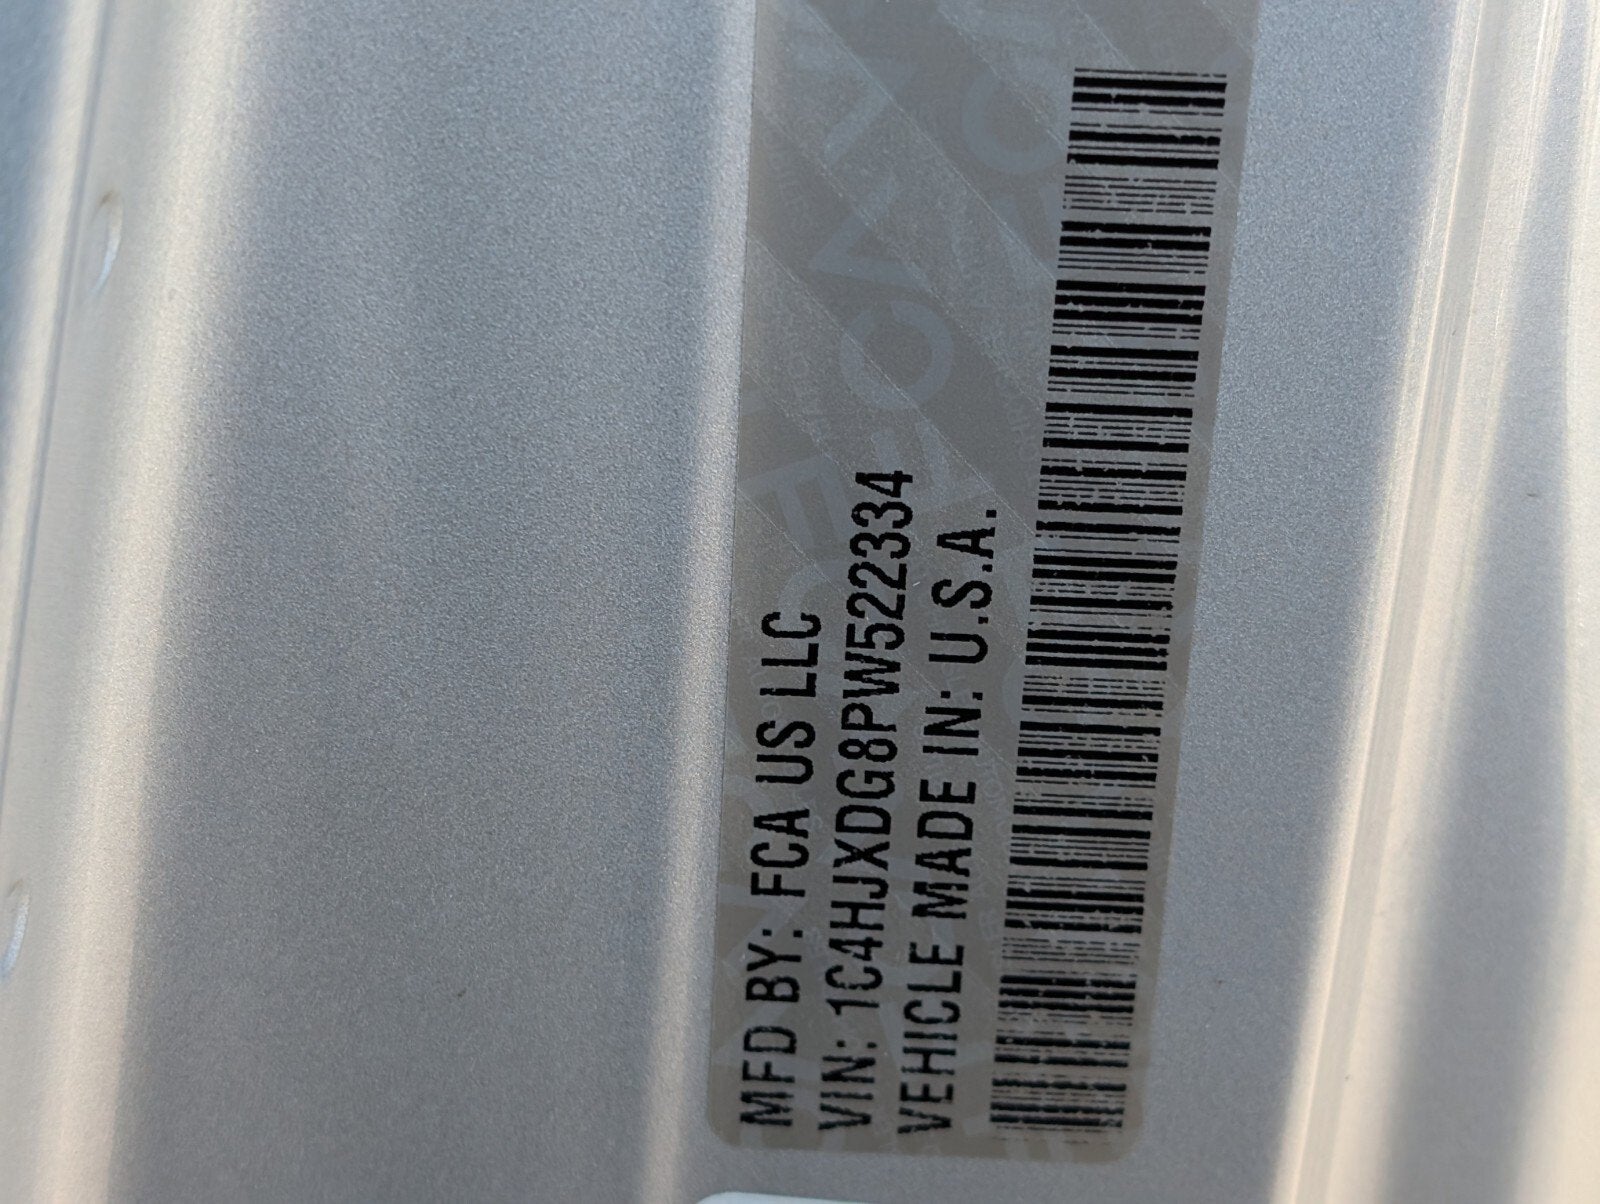 MFD BY: FCA US LLC
VIN: 1C4HJXDG8PW522334
VEHICLE MADE IN: U.S.A.